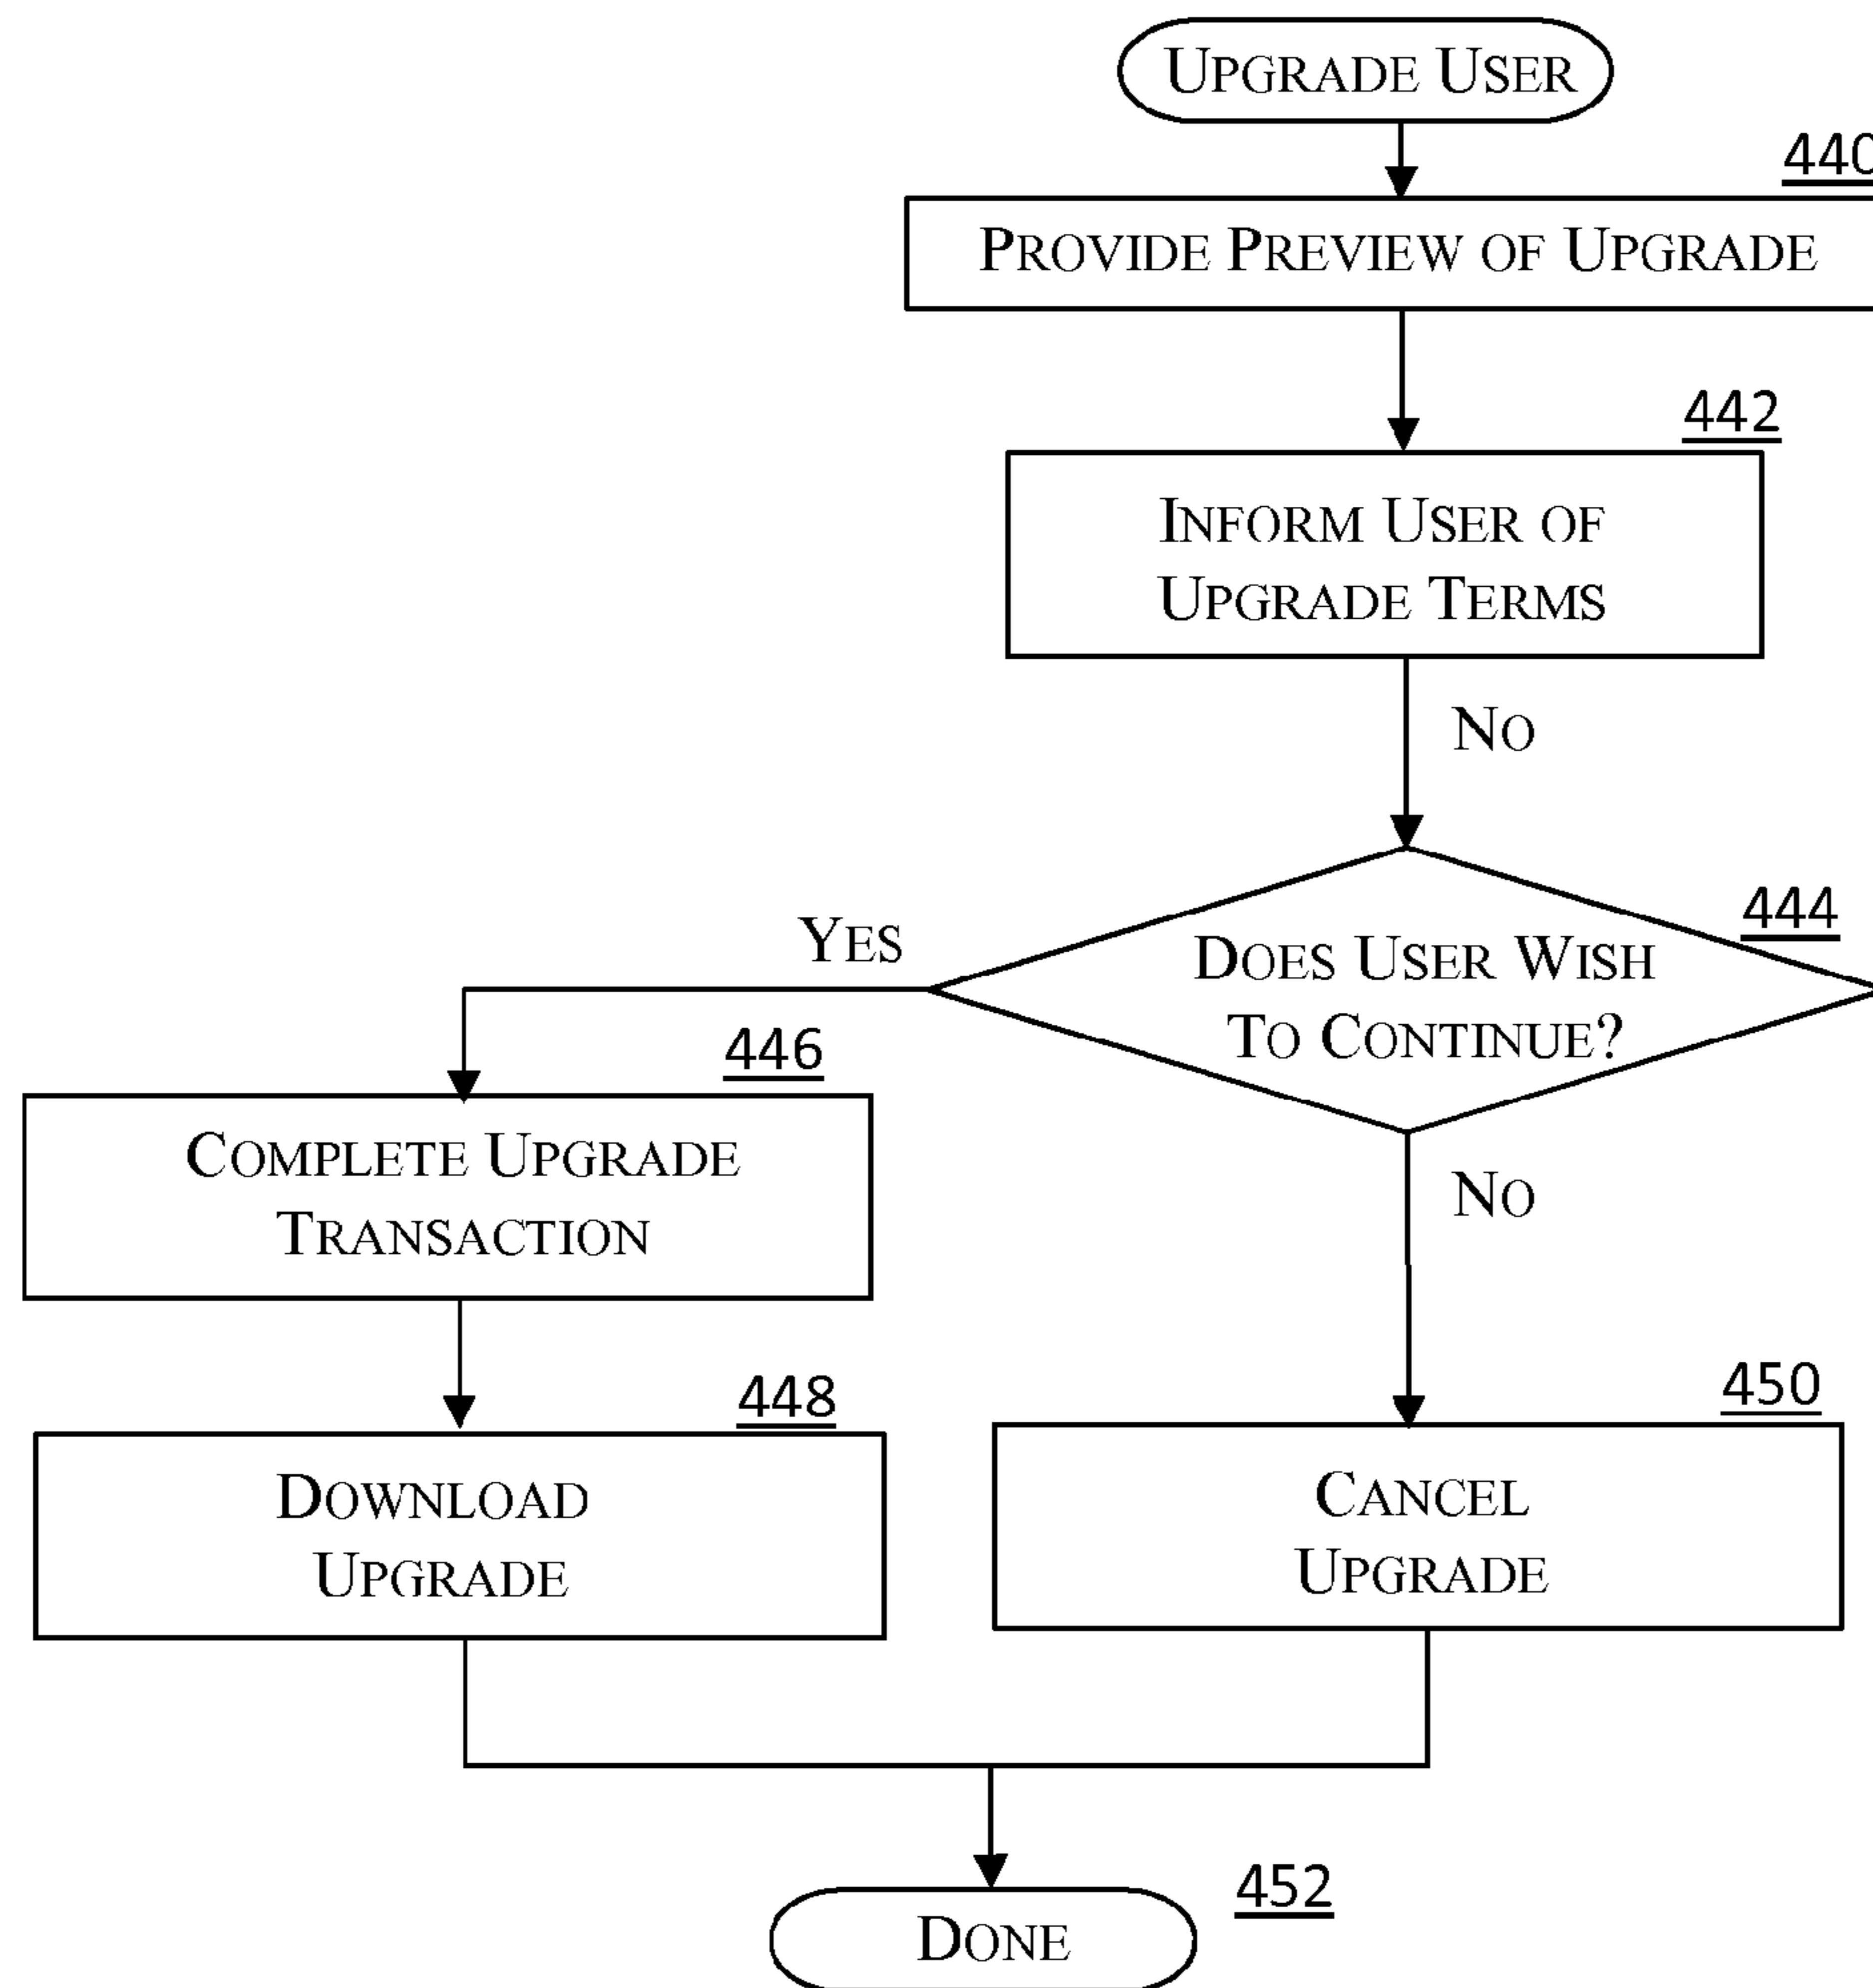 UPGRADE USER
440
PROVIDE PREVIEW OF UPGRADE
442
INFORM USER OF
UPGRADE TERMS
NO
444
YES
DOES USER WISH
TO CONTINUE?
446
COMPLETE UPGRADE
TRANSACTION
NO
448
DOWNLOAD
UPGRADE
450
CANCEL
UPGRADE
452
DONE